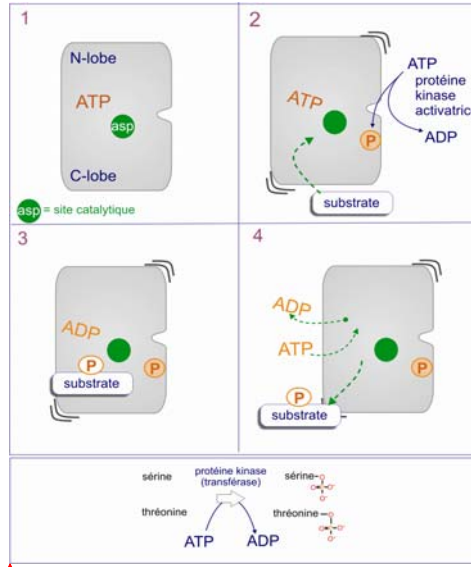 1
N-lobe
ATP
asp
C-lobe
asp = site catalytique
2
ATP
ATP
protéine
kinase
activatric
P
ADP
substrate
3
ADP
P
substrate
P
4
ADP
ATP
P
P
substrate
sérine
protéine kinase
(transférase)
sérine-O
P
O
O⁻
O⁻
thréonine
thréonine-O
P
O
O⁻
O⁻
ATP
ADP